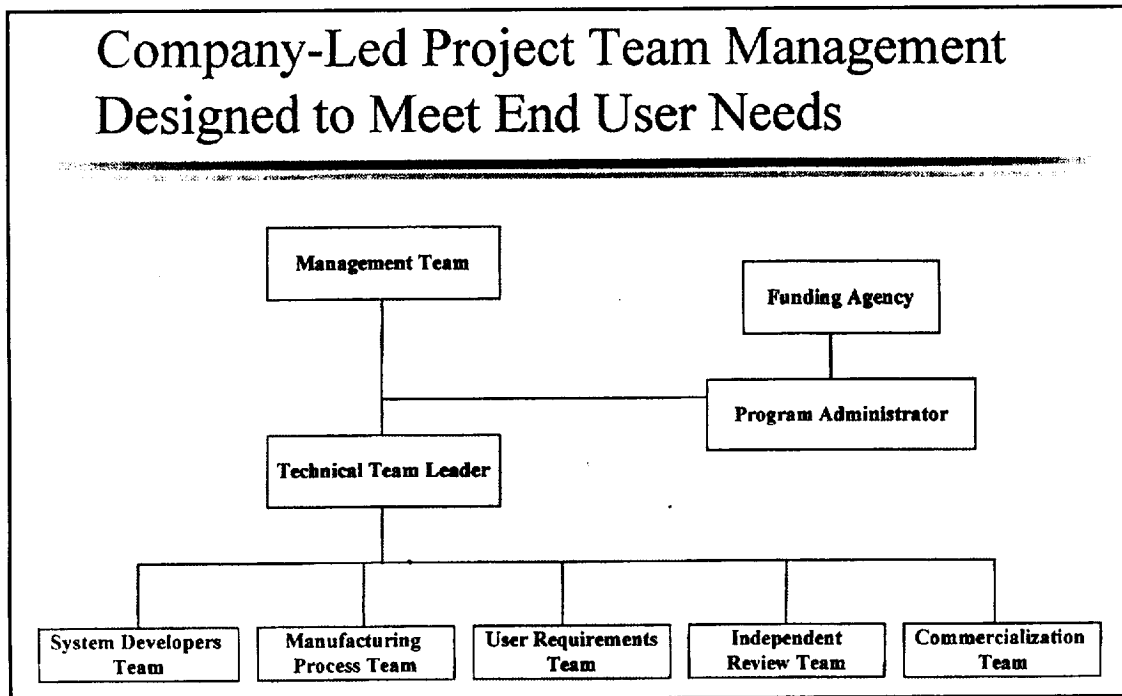 Company-Led Project Team Management
Designed to Meet End User Needs
Management Team
Funding Agency
Program Administrator
Technical Team Leader
System Developers
Team
Manufacturing
Process Team
User Requirements
Team
Independent
Review Team
Commercialization
Team